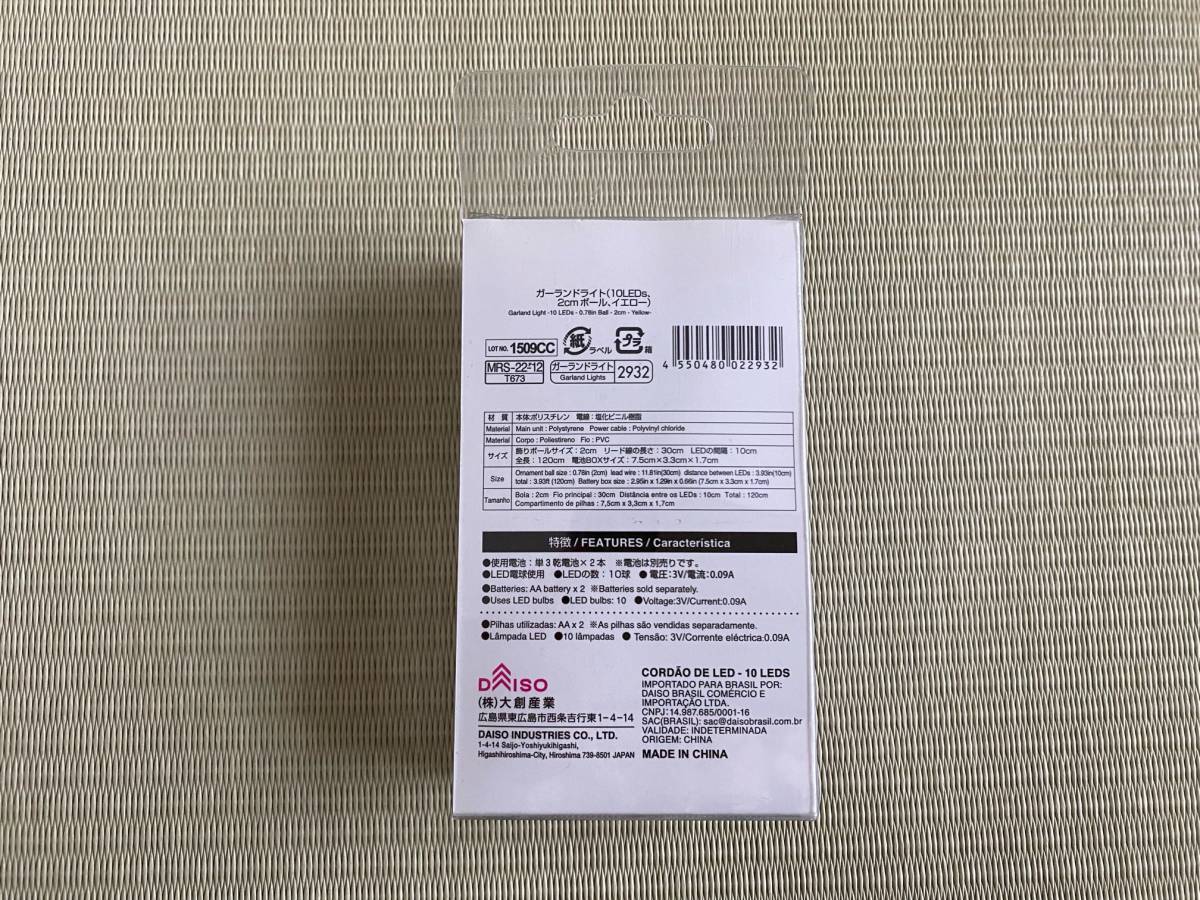 ガーランドライト(10LEDs、
2cmボール、イエロー)
Garland Light -10 LEDs - 0.78in Ball - 2cm - Yellow-
LOT NO. 1509CC
紙 ラベル プラ 箱
MRS-22*12
T673
ガーランドライト
Garland Lights
2932
4 550480 022932
材 質 本体:ポリスチレン 電線:塩化ビニル樹脂
Material Main unit : Polystyrene Power cable : Polyvinyl chloride
Material Corpo : Poliestireno Fio : PVC
サイズ 飾りボールサイズ:2cm リード線の長さ:30cm LEDの間隔:10cm
全長:120cm 電池BOXサイズ:7.5cm×3.3cm×1.7cm
Size Ornament ball size : 0.78in (2cm) lead wire : 11.81in(30cm) distance between LEDs : 3.93in(10cm)
total : 3.93ft (120cm) Battery box size : 2.95in x 1.29in x 0.66in (7.5cm x 3.3cm x 1.7cm)
Tamanho Bola : 2cm Fio principal : 30cm Distância entre os LEDs : 10cm Total : 120cm
Compartimento de pilhas : 7,5cm x 3,3cm x 1,7cm
特徴/FEATURES/Característica
●使用電池:単3乾電池×2本 ※電池は別売りです。
●LED電球使用 ●LEDの数:10球 ●電圧:3V/電流:0.09A
●Batteries: AA battery x 2 ※Batteries sold separately.
●Uses LED bulbs ●LED bulbs: 10 ●Voltage:3V/Current:0.09A
●Pilhas utilizadas: AA x 2 ※As pilhas são vendidas separadamente.
●Lâmpada LED ●10 lâmpadas ● Tensão: 3V/Corrente eléctrica:0.09A
DAISO
(株)大創産業
広島県東広島市西条吉行東1-4-14
DAISO INDUSTRIES CO., LTD.
1-4-14 Saijo-Yoshiyukihigashi,
Higashihiroshima-City, Hiroshima 739-8501 JAPAN
CORDÃO DE LED - 10 LEDS
IMPORTADO PARA BRASIL POR:
DAISO BRASIL COMÉRCIO E
IMPORTAÇÃO LTDA.
CNPJ:14.987.685/0001-16
SAC(BRASIL): sac@daisobrasil.com.br
VALIDADE: INDETERMINADA
ORIGEM: CHINA
MADE IN CHINA